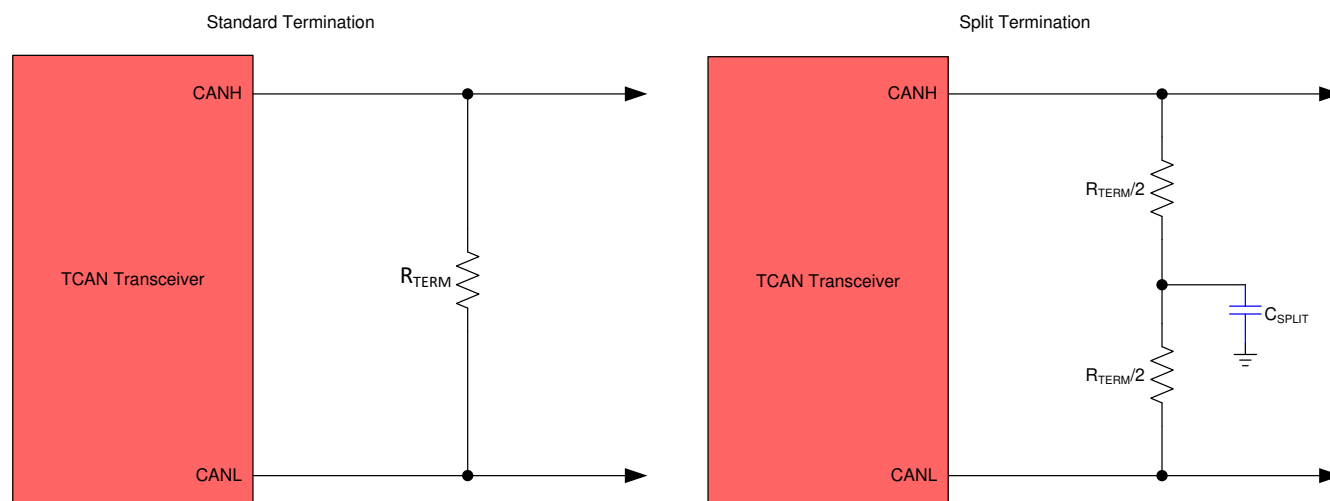 Standard Termination
CANH
TCAN Transceiver
RTERM
CANL
Split Termination
CANH
RTERM/2
TCAN Transceiver
CSPLIT
RTERM/2
CANL